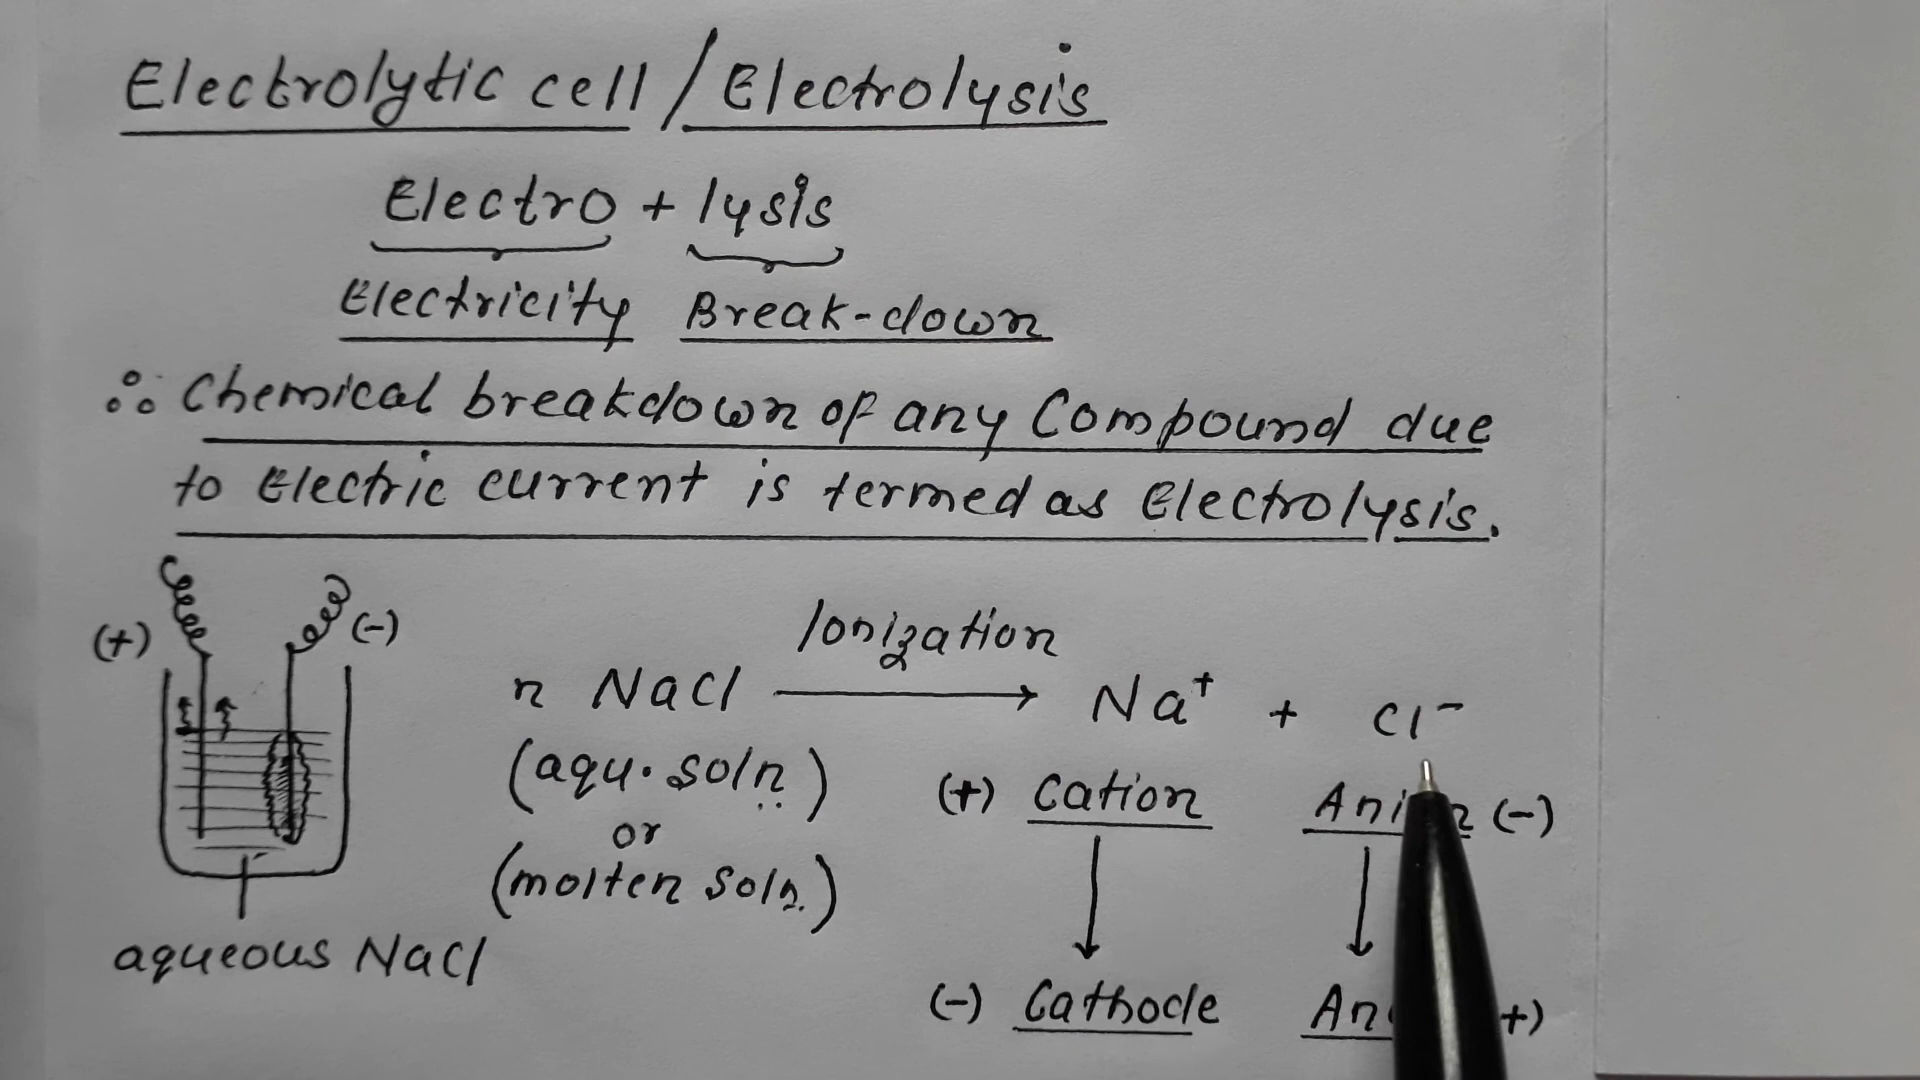 Electrolytic cell / Electrolysis
Electro + lysis
Electricity Break-down
∴ Chemical breakdown of any Compound due
to Electric current is termed as Electrolysis.
(+) (-)
Ionization
n NaCl ⟶ Na⁺ + Cl⁻
(aqu. soln)
or
(molten soln.)
(+) Cation (-)
aqueous NaCl
(-) Cathode +)